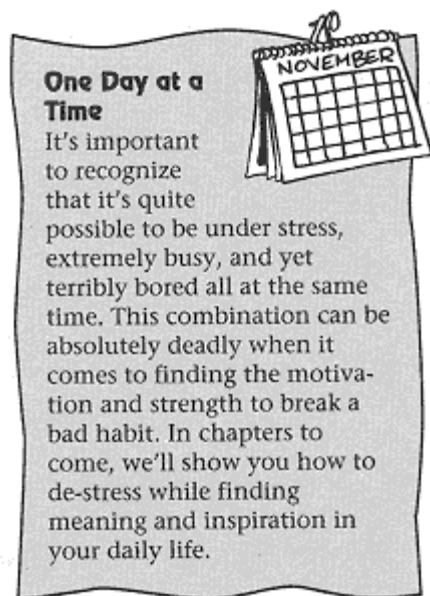 NOVEMBER
One Day at a
Time
It's important
to recognize
that it's quite
possible to be under stress,
extremely busy, and yet
terribly bored all at the same
time. This combination can be
absolutely deadly when it
comes to finding the motiva-
tion and strength to break a
bad habit. In chapters to
come, we'll show you how to
de-stress while finding
meaning and inspiration in
your daily life.